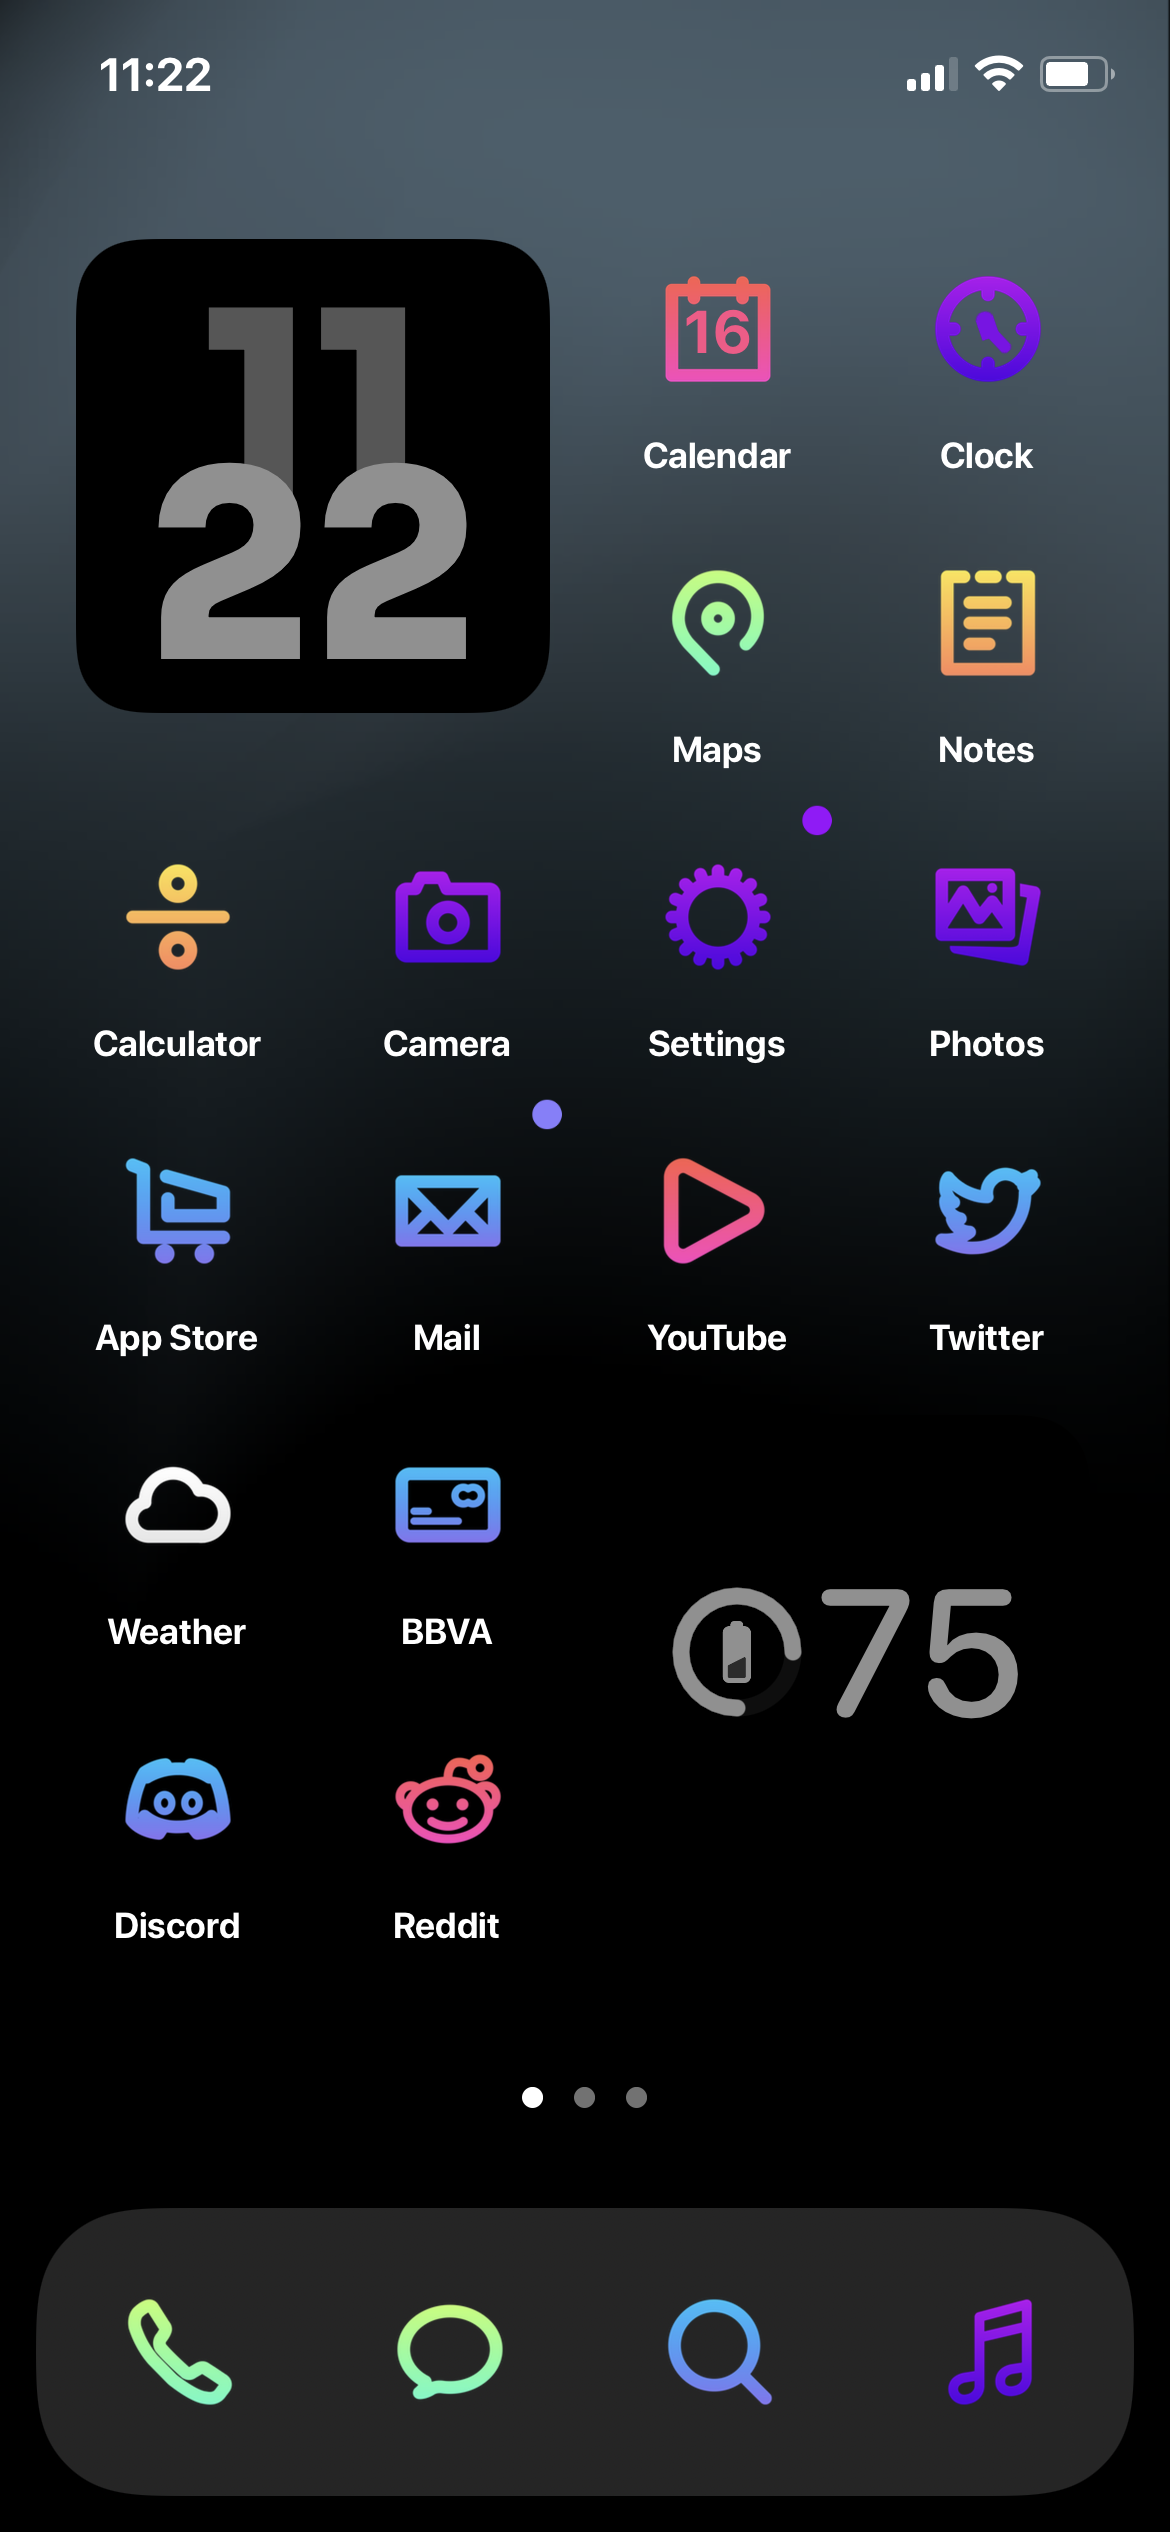 11:22
11
22
16
Calendar Clock
Maps Notes
Calculator Camera Settings Photos
App Store Mail YouTube Twitter
Weather BBVA
75
Discord Reddit